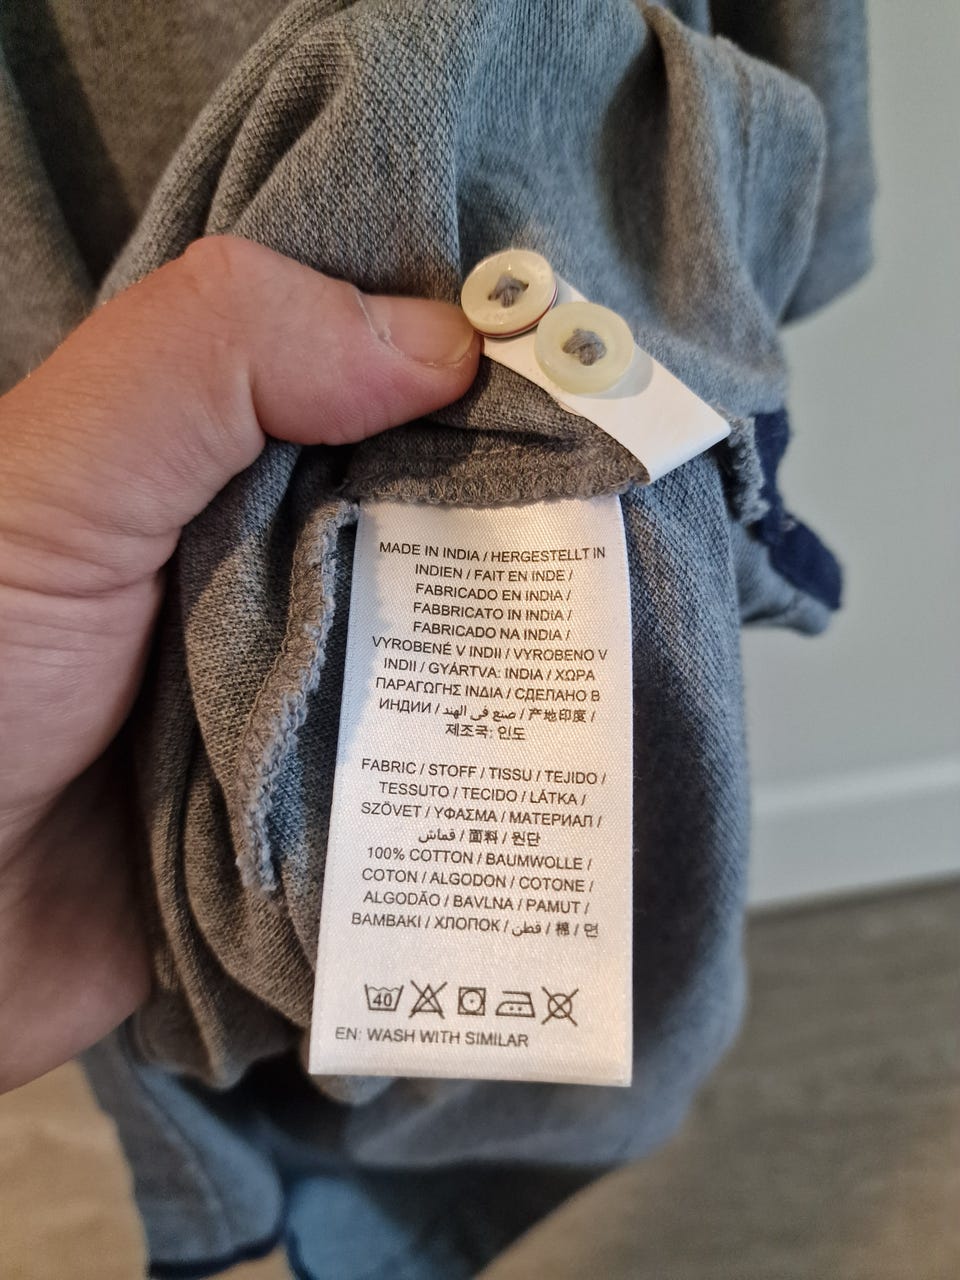 MADE IN INDIA / HERGESTELLT IN
INDIEN / FAIT EN INDE /
FABRICADO EN INDIA /
FABBRICATO IN INDIA /
FABRICADO NA INDIA /
VYROBENÉ V INDII / VYROBENO V
INDII / GYÁRTVA: INDIA / ΧΩΡΑ
ΠΑΡΑΓΩΓΗΣ ΙΝΔΙΑ / СДЕЛАНО В
ИНДИИ / صنع في الهند / 产地印度 /
제조국: 인도
FABRIC / STOFF / TISSU / TEJIDO /
TESSUTO / TECIDO / LÁTKA /
SZÖVET / ΥΦΑΣΜΑ / МАТЕРИАЛ /
قماش / 面料 / 원단
100% COTTON / BAUMWOLLE /
COTON / ALGODON / COTONE /
ALGODÃO / BAVLNA / PAMUT /
BAMBAKI / ХЛОПОК / قطن / 棉 / 면
40
EN: WASH WITH SIMILAR